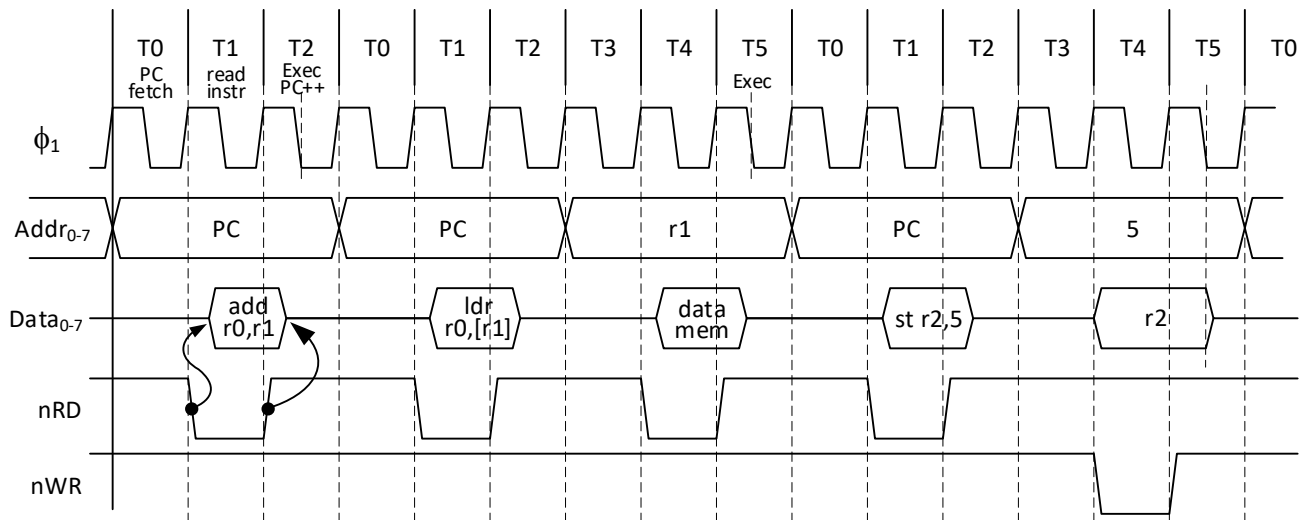 T0 T1 T2 T0 T1 T2 T3 T4 T5 T0 T1 T2 T3 T4 T5 T0
PC read Exec
fetch instr PC++ Exec
ϕ1
Addr0-7 PC PC r1 PC 5
Data0-7 add ldr data st r2,5 r2
r0,r1 r0,[r1] mem
nRD
nWR